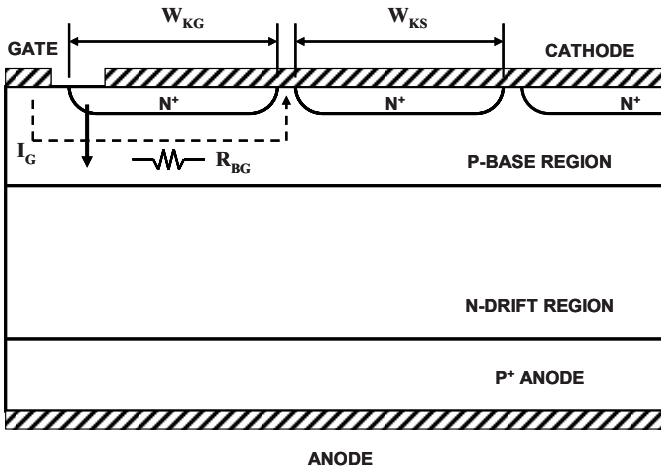 W_KG
W_KS
GATE
CATHODE
N⁺
N⁺
N⁺
I_G
R_BG
P-BASE REGION
N-DRIFT REGION
P⁺ ANODE
ANODE